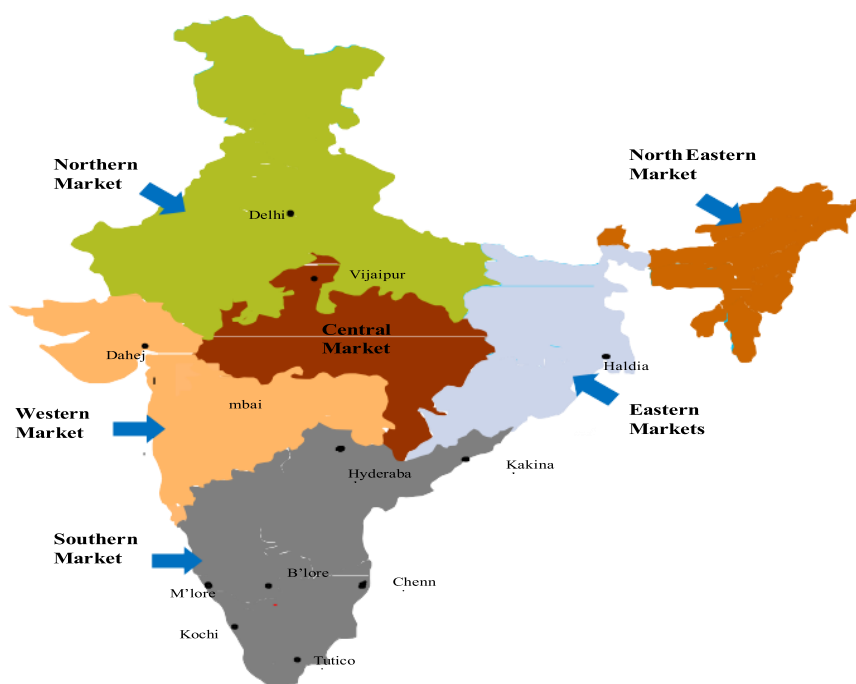 Northern
Market
North Eastern
Market
Delhi
Vijaipur
Central
Market
Dahej
Haldia
Western
Market
mbai
Eastern
Markets
Hyderaba
Kakina
Southern
Market
B'lore
M'lore
Chenn
Kochi
Tutico